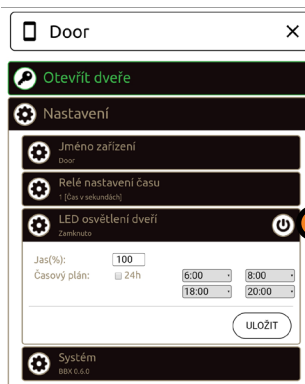 Door
Otevřít dveře
Nastavení
Jméno zařízení
Door
Relé nastavení času
1 [Čas v sekundách]
LED osvětlení dveří
Zamknuto
Jas(%): 100
Časový plán: 24h 6:00 8:00
18:00 20:00
ULOŽIT
Systém
BBX 0.6.0